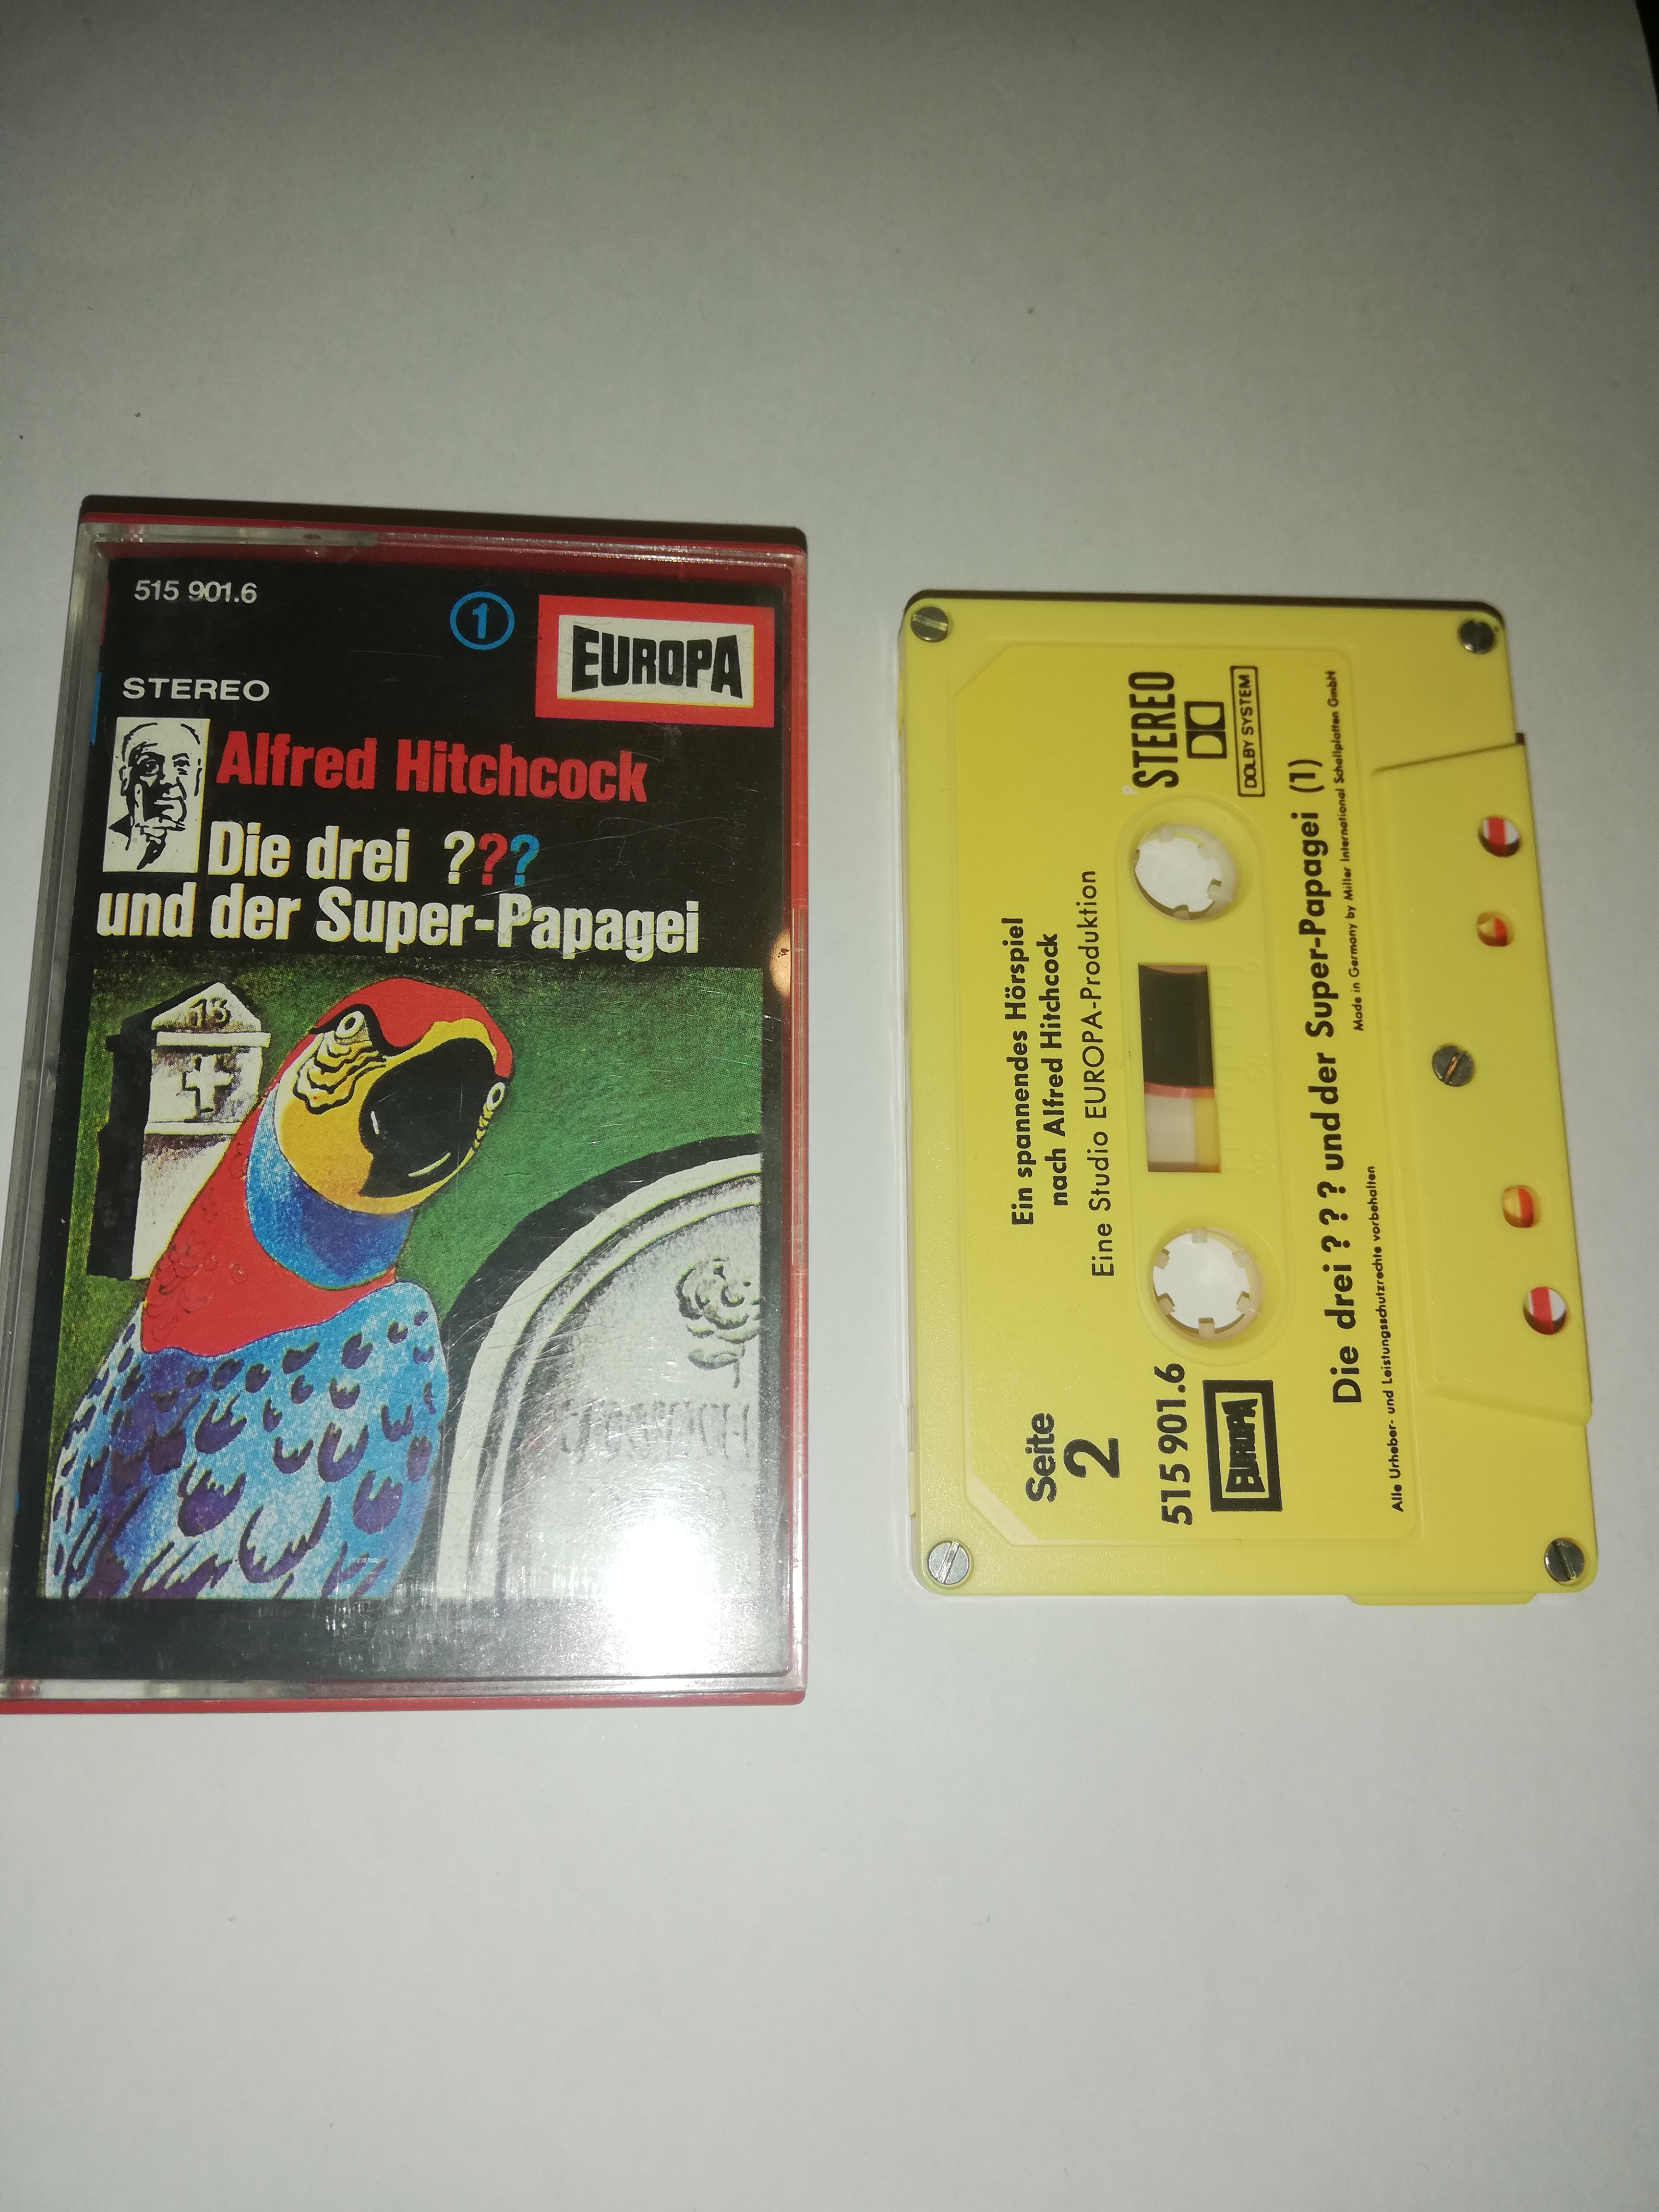 515 901.6
1
EUROPA
STEREO
Alfred Hitchcock
Die drei ???
und der Super-Papagei
13
Ein spannendes Hörspiel
nach Alfred Hitchcock
Eine Studio EUROPA-Produktion
Seite
2
STEREO
DOLBY SYSTEM
515 901.6
EUROPA
Die drei ? ? ? und der Super-Papagei (1)
Made in Germany by Miller International Schallplatten GmbH
Alle Urheber- und Leistungsschutzrechte vorbehalten